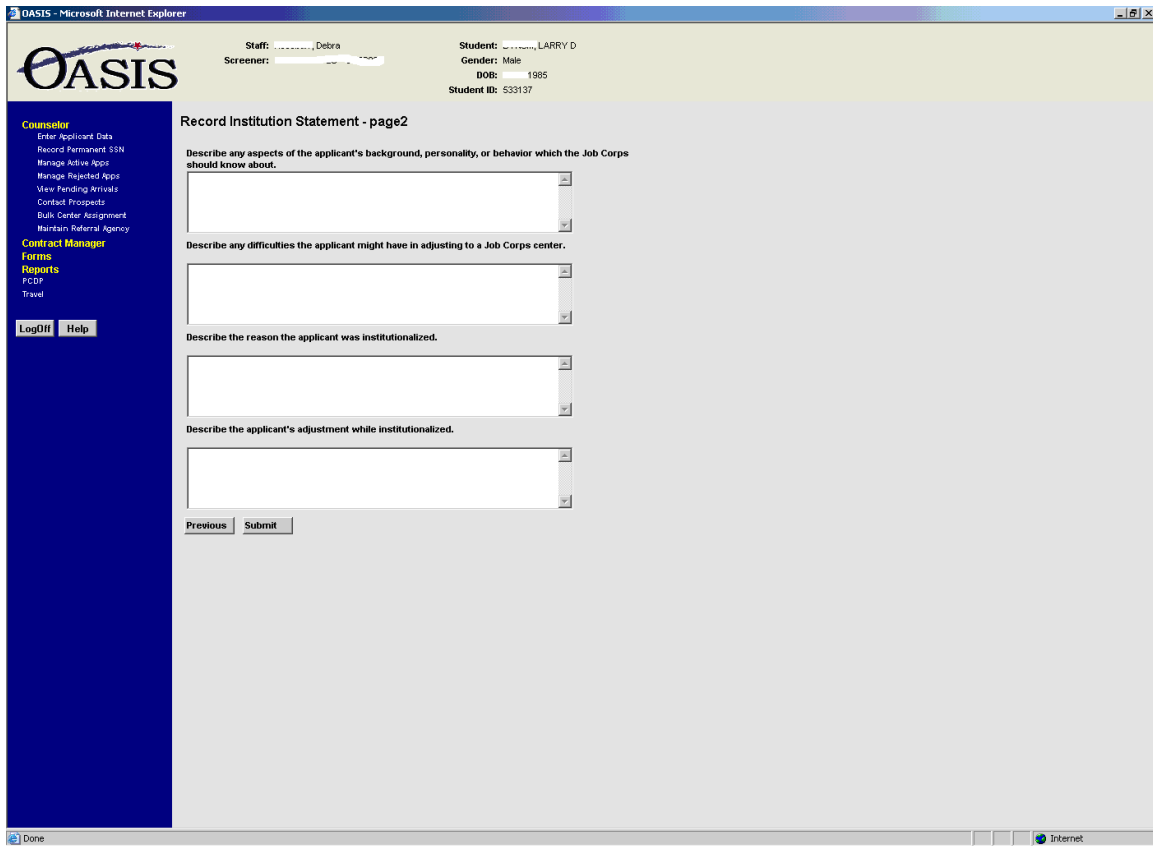 OASIS - Microsoft Internet Explorer
OASIS
Staff: , Debra
Screener:
Student: , LARRY D
Gender: Male
DOB: 1985
Student ID: 533137
Counselor
Enter Applicant Data
Record Permanent SSN
Manage Active Apps
Manage Rejected Apps
View Pending Arrivals
Contact Prospects
Bulk Center Assignment
Maintain Referral Agency
Contract Manager
Forms
Reports
PCDP
Travel
LogOff Help
Record Institution Statement - page2
Describe any aspects of the applicant's background, personality, or behavior which the Job Corps
should know about.
Describe any difficulties the applicant might have in adjusting to a Job Corps center.
Describe the reason the applicant was institutionalized.
Describe the applicant's adjustment while institutionalized.
Previous Submit
Done
Internet